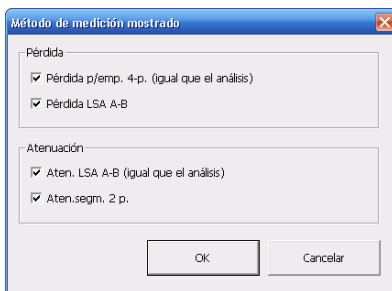 Método de medición mostrado
Pérdida
Pérdida p/emp. 4-p. (igual que el análisis)
Pérdida LSA A-B
Atenuación
Aten. LSA A-B (igual que el análisis)
Aten.segm. 2 p.
OK
Cancelar